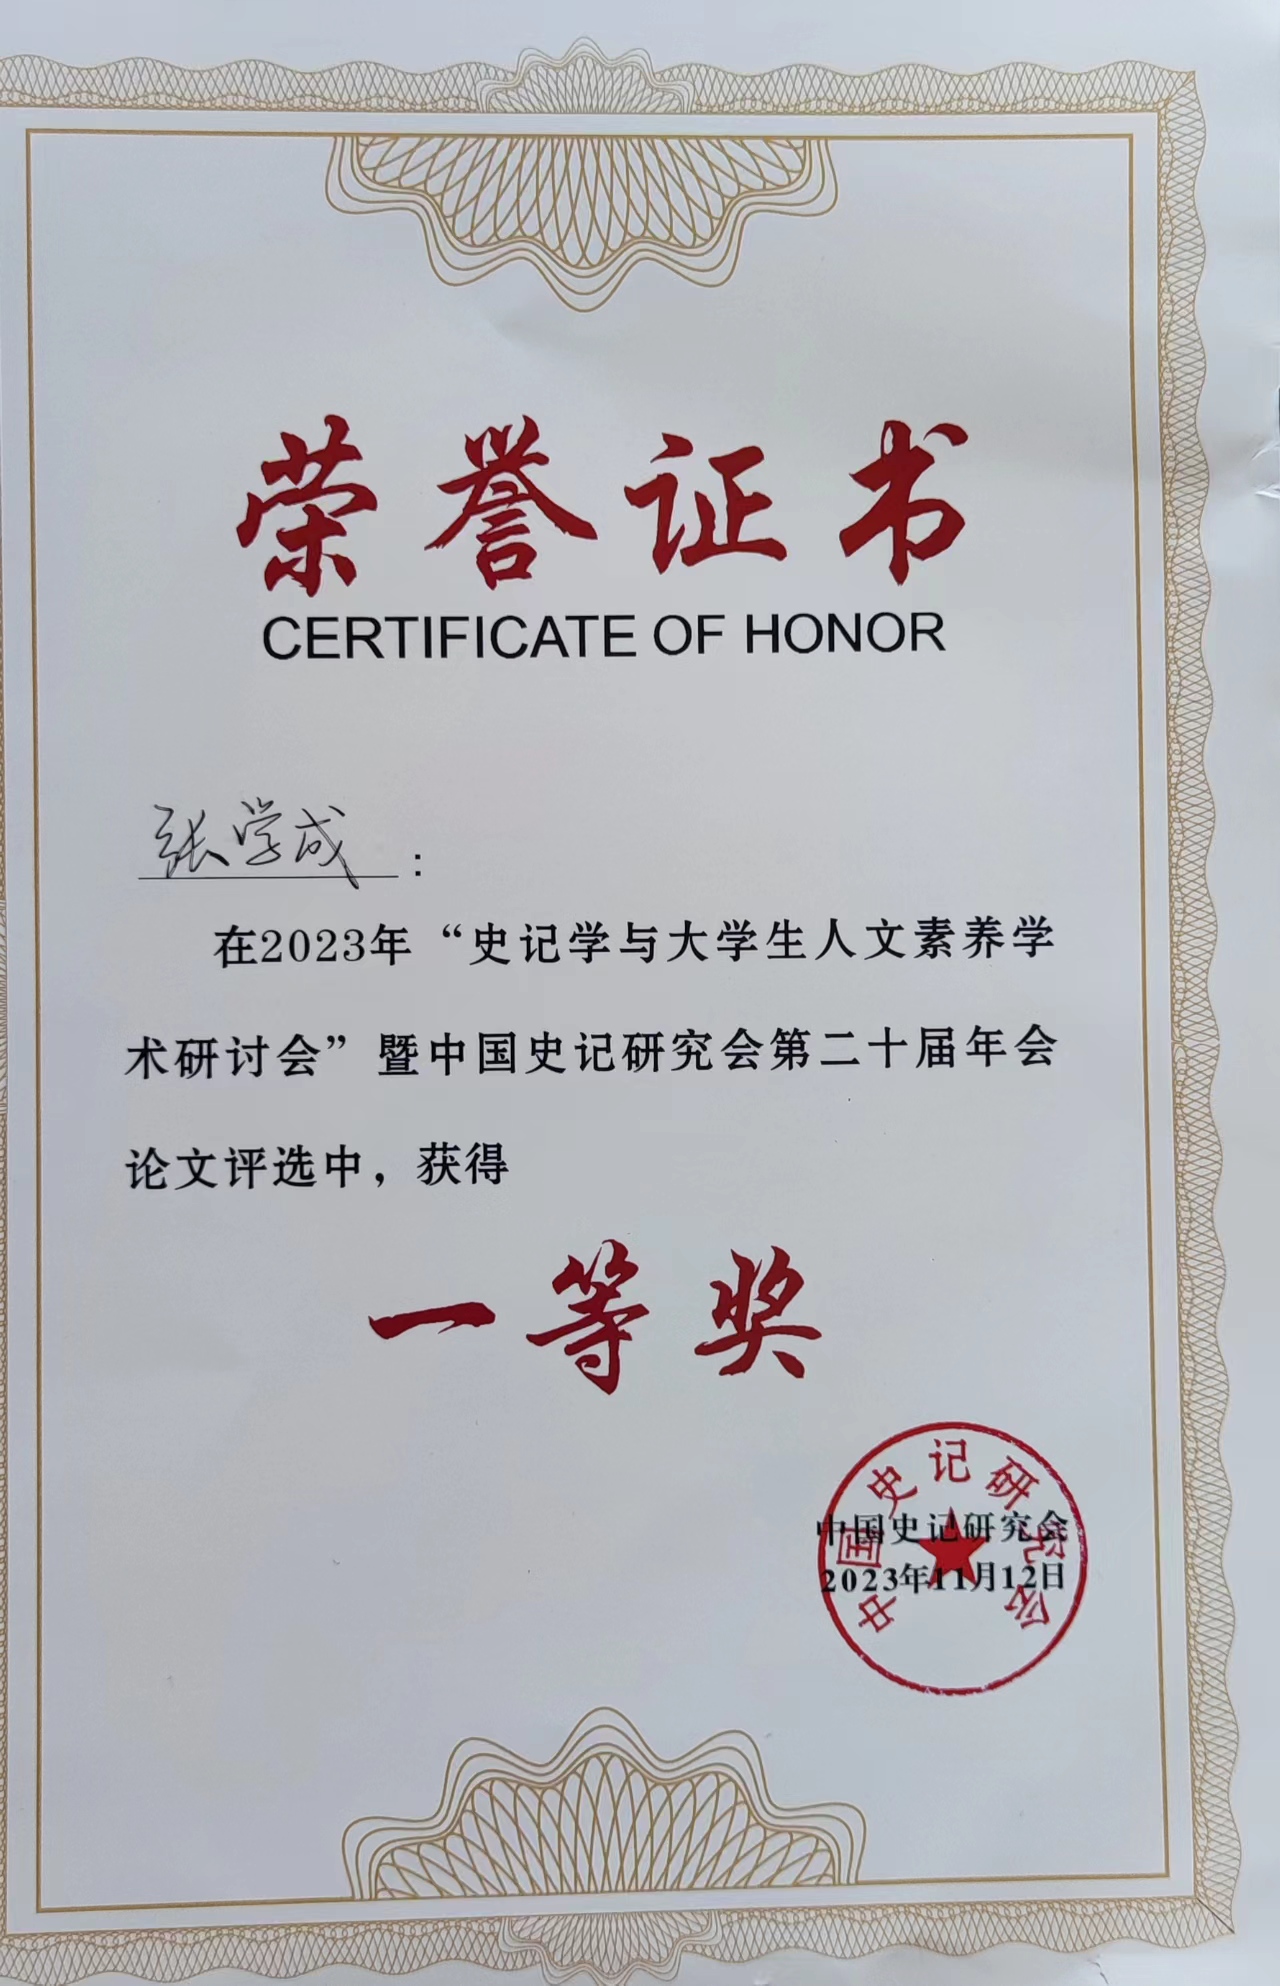 荣誉证书
CERTIFICATE OF HONOR
张学成：
在2023年“史记学与大学生人文素养学
术研讨会”暨中国史记研究会第二十届年会
论文评选中，获得
一等奖
中国史记研究会
2023年11月12日
中国史记研究会